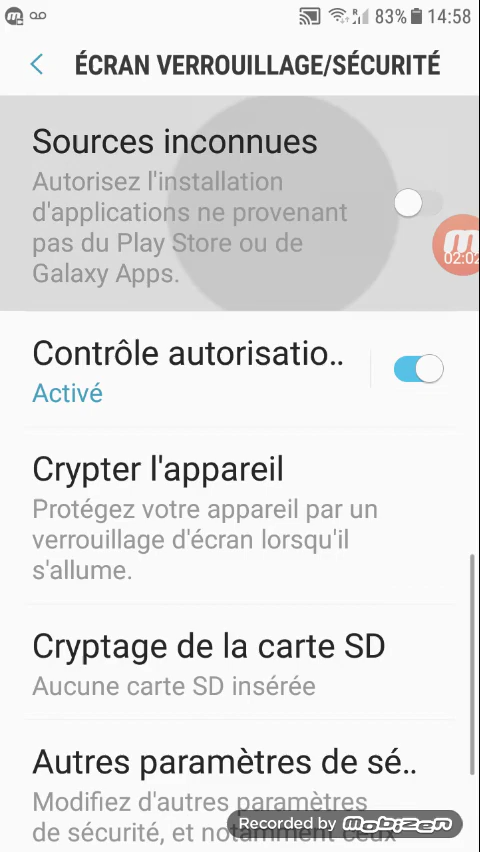 83% 14:58
ÉCRAN VERROUILLAGE/SÉCURITÉ
Sources inconnues
Autorisez l'installation
d'applications ne provenant
pas du Play Store ou de
Galaxy Apps.
02:02
Contrôle autorisatio..
Activé
Crypter l'appareil
Protégez votre appareil par un
verrouillage d'écran lorsqu'il
s'allume.
Cryptage de la carte SD
Aucune carte SD insérée
Autres paramètres de sé..
Modifiez d'autres paramètres
de sécurité, et notamment ceux
Recorded by mobizen